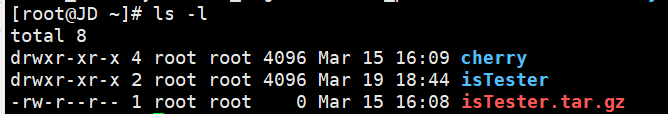 [root@JD ~]# ls -l
total 8
drwxr-xr-x 4 root root 4096 Mar 15 16:09 cherry
drwxr-xr-x 2 root root 4096 Mar 19 18:44 isTester
-rw-r--r-- 1 root root    0 Mar 15 16:08 isTester.tar.gz